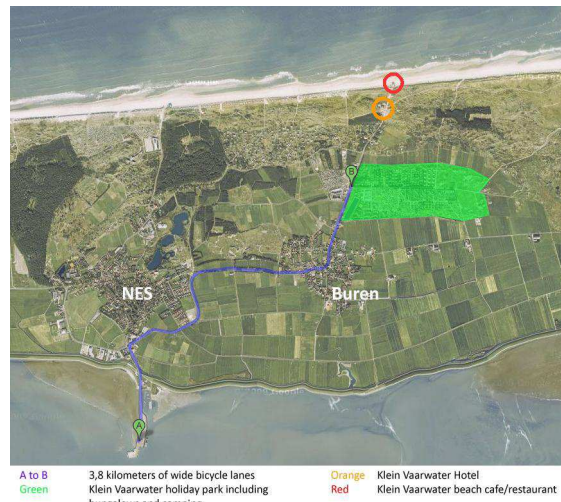 B
NES
Buren
A
A to B 3,8 kilometers of wide bicycle lanes
Green Klein Vaarwater holiday park including
Orange Klein Vaarwater Hotel
Red Klein Vaarwater beach cafe/restaurant